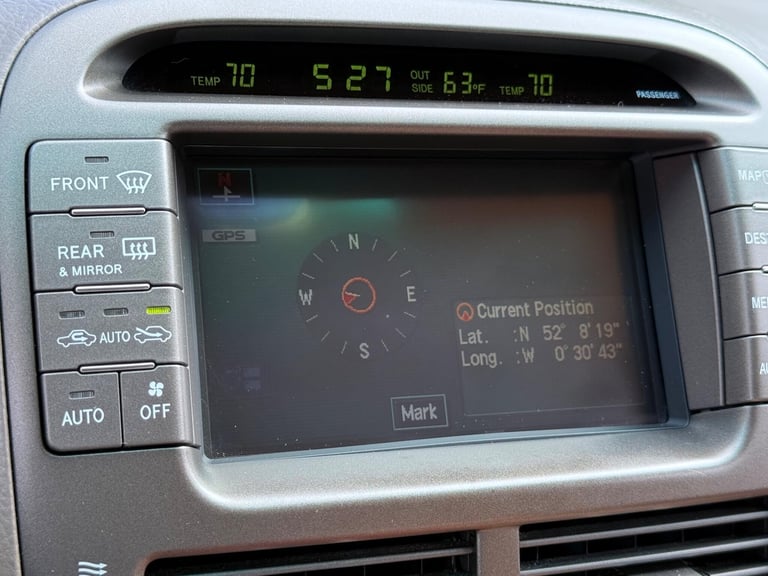 TEMP 70 5 27 OUT SIDE 63°F TEMP 70 PASSENGER
FRONT
REAR
& MIRROR
AUTO
AUTO
OFF
N
GPS
N
W E
S
Current Position
Lat. :N 52° 8'19"
Long. :W 0°30'43"
Mark
MAP